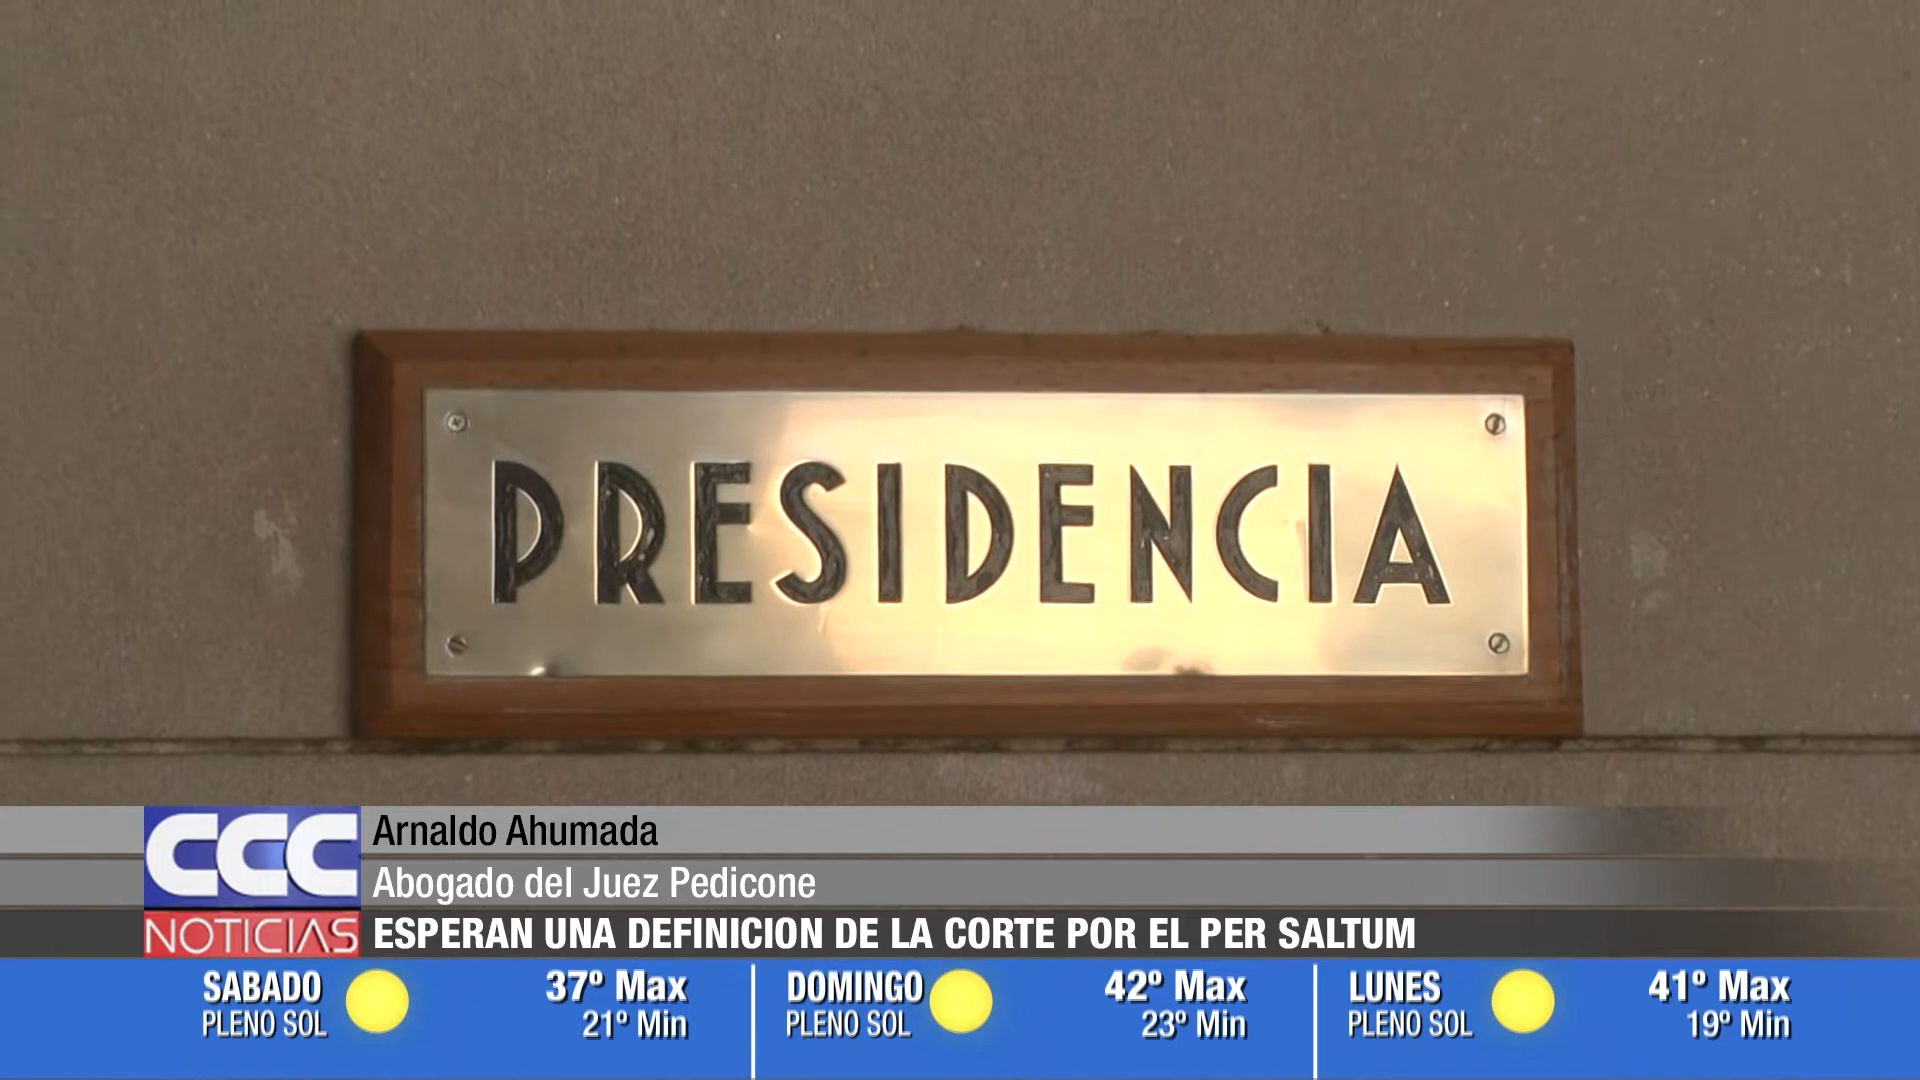 PRESIDENCIA
CCC
NOTICIAS
Arnaldo Ahumada
Abogado del Juez Pedicone
ESPERAN UNA DEFINICION DE LA CORTE POR EL PER SALTUM
SABADO
PLENO SOL
37º Max
21º Min
DOMINGO
PLENO SOL
42º Max
23º Min
LUNES
PLENO SOL
41º Max
19º Min